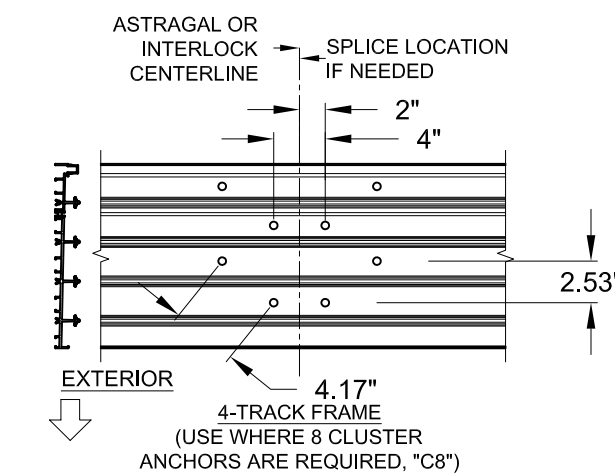 ASTRAGAL OR
INTERLOCK
CENTERLINE
SPLICE LOCATION
IF NEEDED
2"
4"
2.53"
EXTERIOR
4.17"
4-TRACK FRAME
(USE WHERE 8 CLUSTER
ANCHORS ARE REQUIRED, "C8")